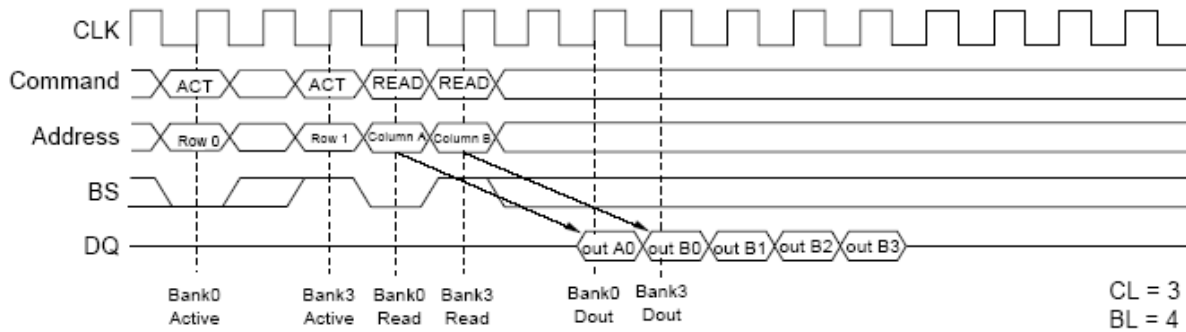 CLK
Command ACT ACT READ READ
Address Row 0 Row 1 Column A Column B
BS
DQ out A0 out B0 out B1 out B2 out B3
Bank0 Active Bank3 Active Bank0 Read Bank3 Read Bank0 Dout Bank3 Dout
CL = 3
BL = 4